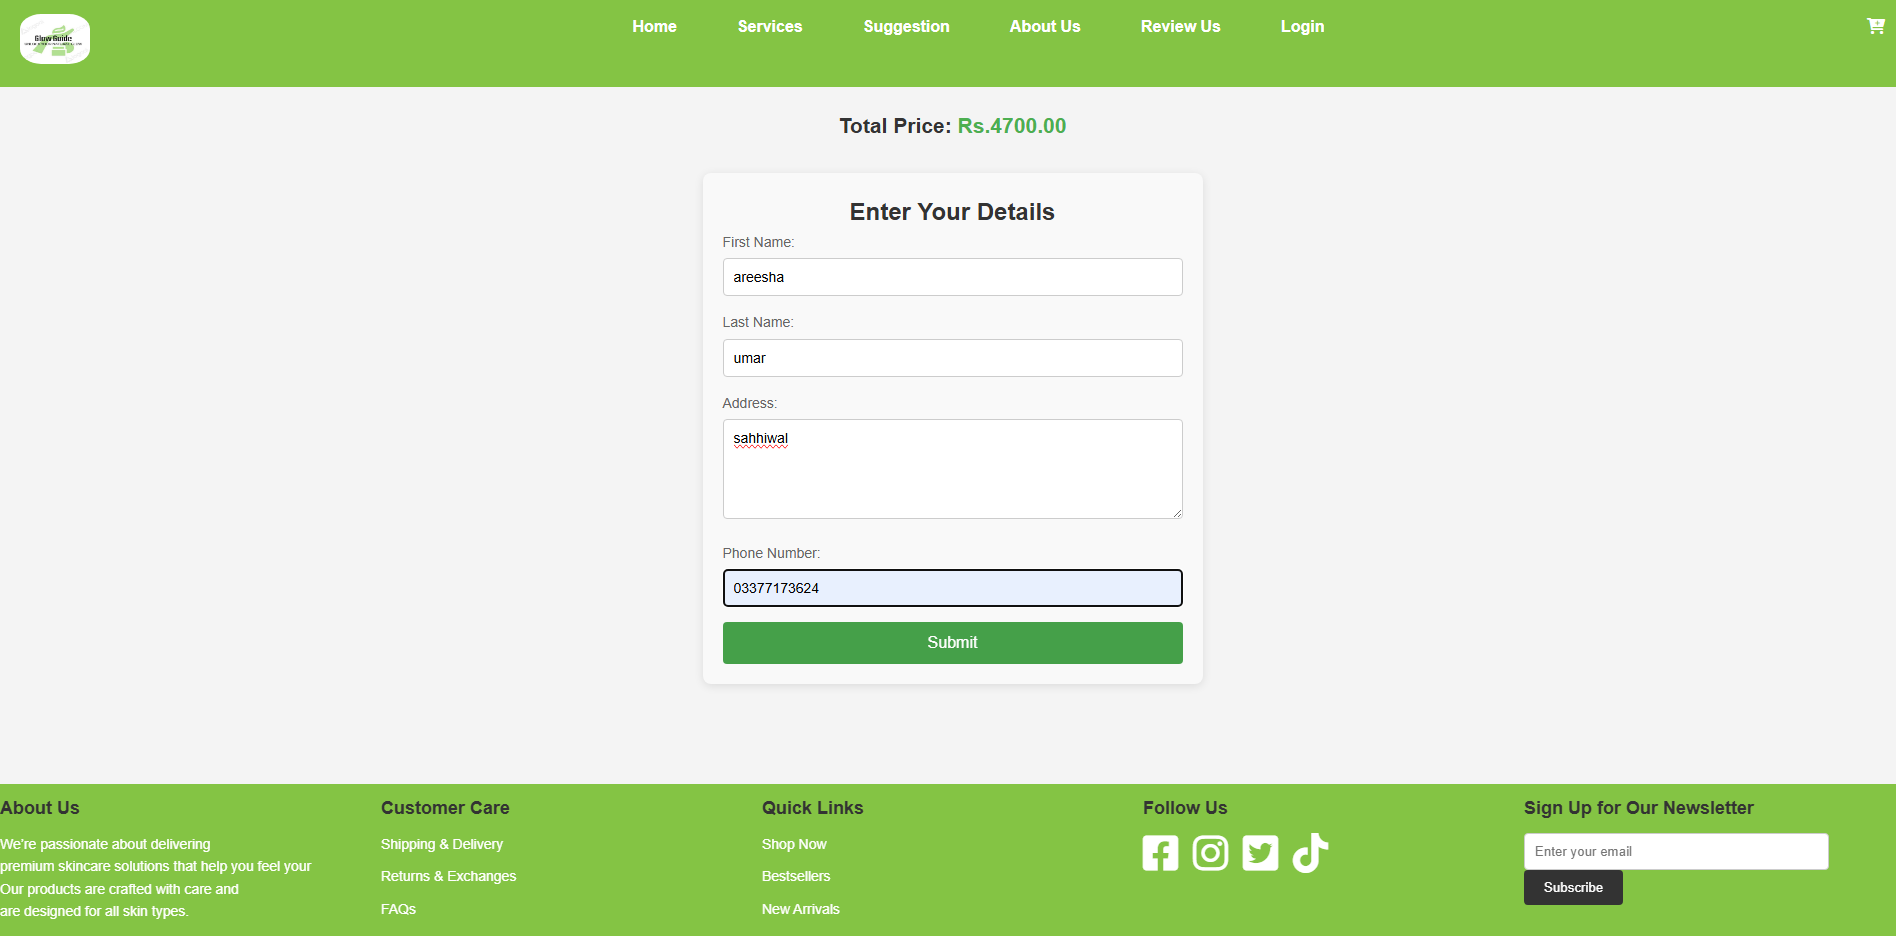 Glow Guide
Home
Services
Suggestion
About Us
Review Us
Login
Total Price: Rs.4700.00
Enter Your Details
First Name:
areesha
Last Name:
umar
Address:
sahhiwal
Phone Number:
03377173624
Submit
About Us
We're passionate about delivering
premium skincare solutions that help you feel your
Our products are crafted with care and
are designed for all skin types.
Customer Care
Shipping & Delivery
Returns & Exchanges
FAQs
Quick Links
Shop Now
Bestsellers
New Arrivals
Follow Us
Sign Up for Our Newsletter
Enter your email
Subscribe